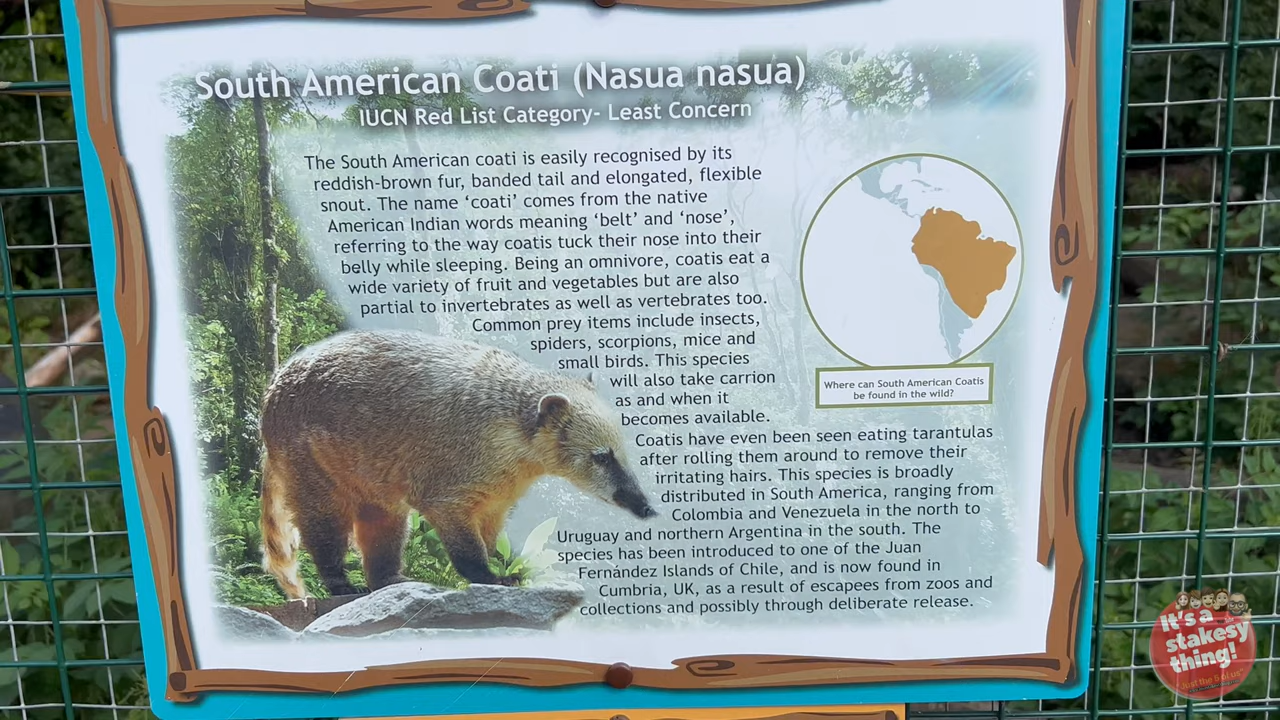 South American Coati (Nasua nasua)
IUCN Red List Category- Least Concern
The South American coati is easily recognised by its
reddish-brown fur, banded tail and elongated, flexible
snout. The name ‘coati’ comes from the native
American Indian words meaning ‘belt’ and ‘nose’,
referring to the way coatis tuck their nose into their
belly while sleeping. Being an omnivore, coatis eat a
wide variety of fruit and vegetables but are also
partial to invertebrates as well as vertebrates too.
Common prey items include insects,
spiders, scorpions, mice and
small birds. This species
will also take carrion
as and when it
becomes available.
Coatis have even been seen eating tarantulas
after rolling them around to remove their
irritating hairs. This species is broadly
distributed in South America, ranging from
Colombia and Venezuela in the north to
Uruguay and northern Argentina in the south. The
species has been introduced to one of the Juan
Fernández Islands of Chile, and is now found in
Cumbria, UK, as a result of escapees from zoos and
collections and possibly through deliberate release.
Where can South American Coatis
be found in the wild?
It's a
stakesy
thing!
"Just the 5 of us"